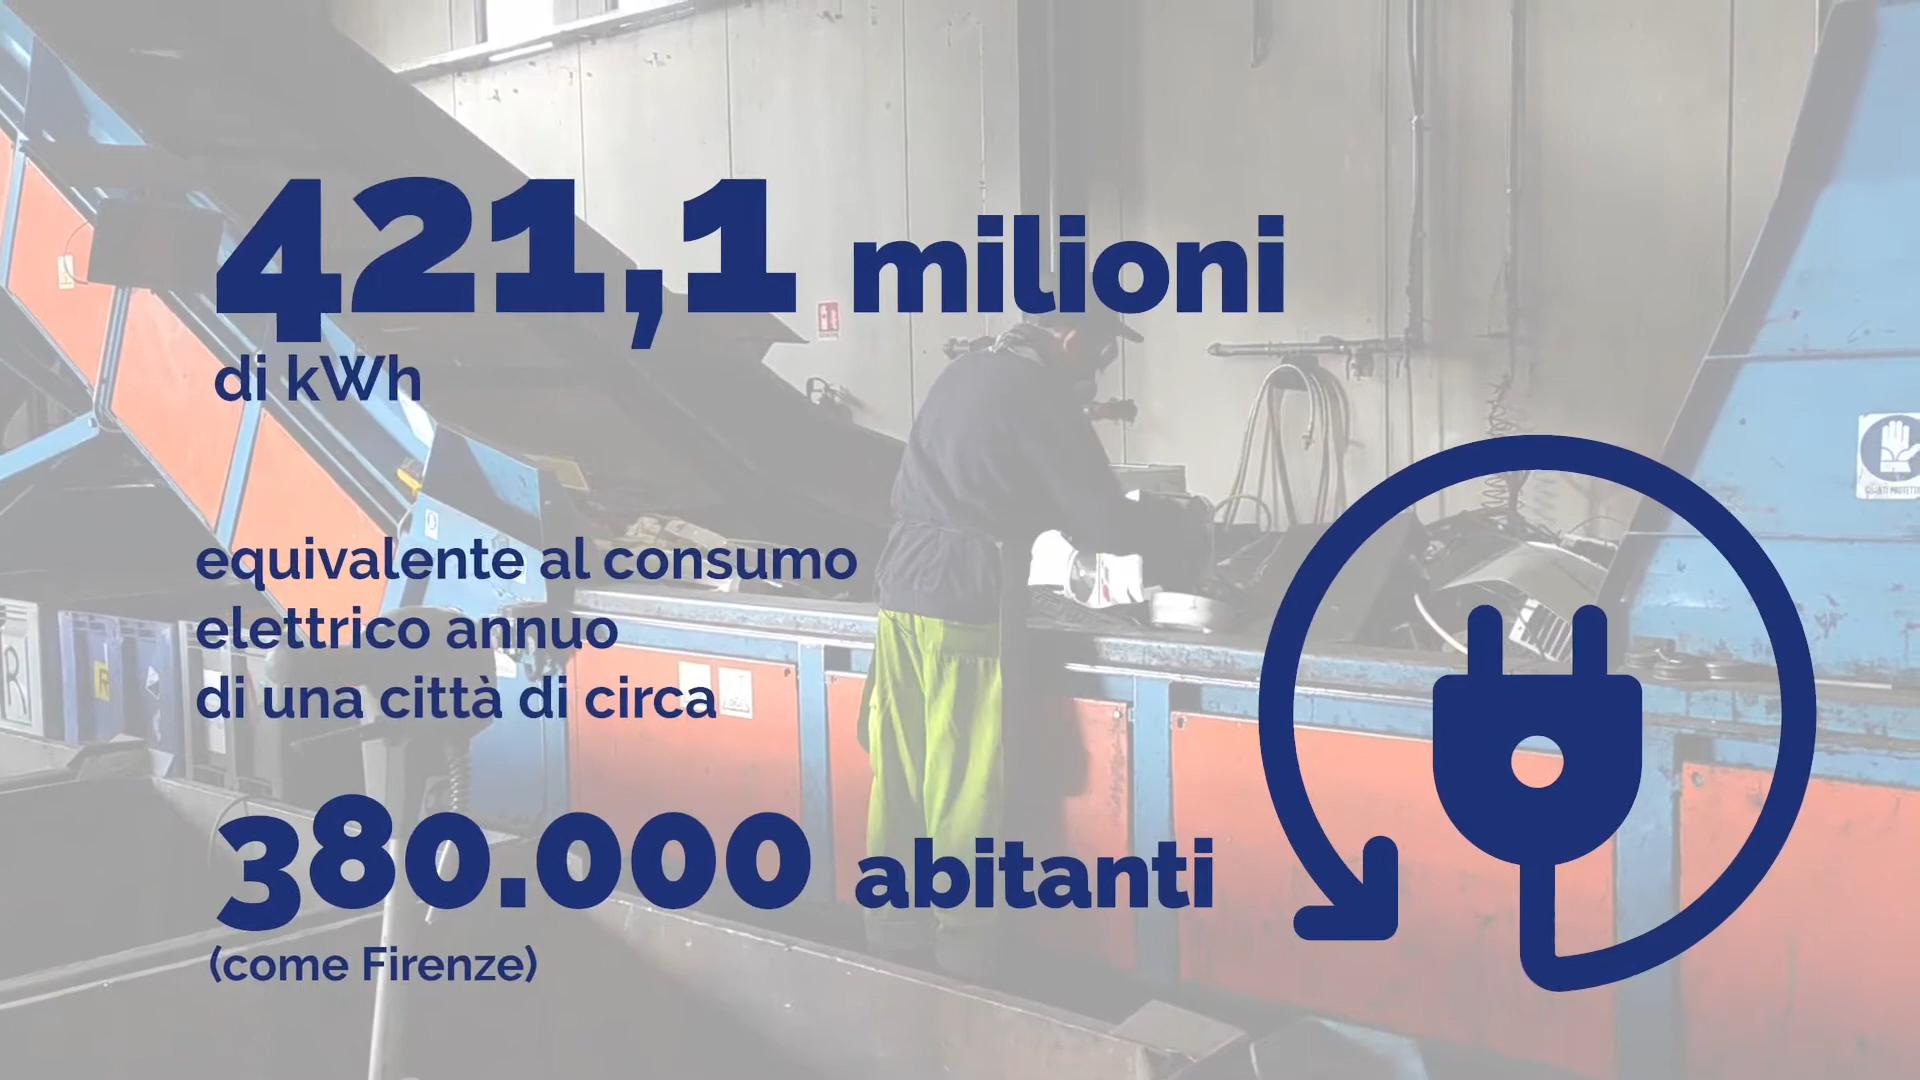 421,1 milioni
di kWh
equivalente al consumo
elettrico annuo
di una città di circa
380.000 abitanti
(come Firenze)
R